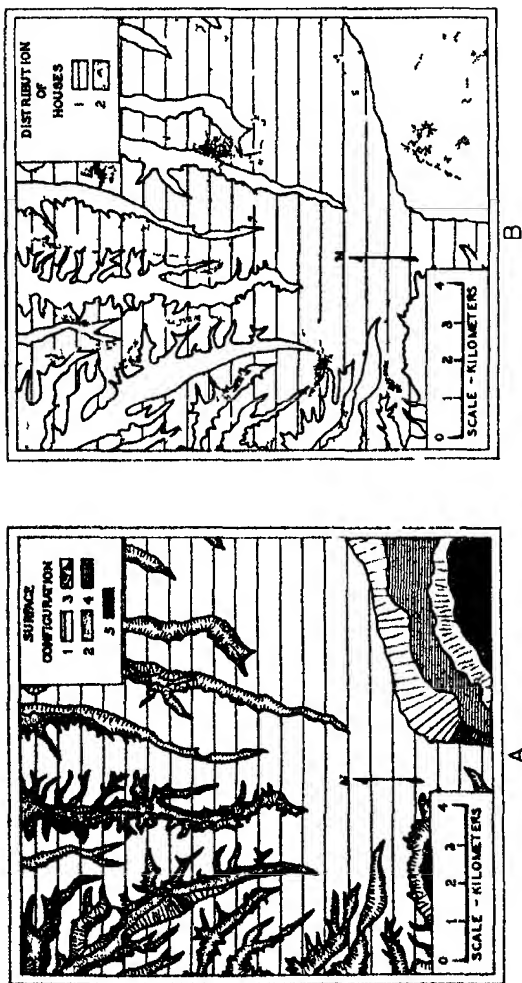 SURFACE
CONFIGURATION
1 3
2 4
5
N
0 1 2 3 4
SCALE - KILOMETERS
A
DISTRIBUTION
OF
HOUSES
1
2
N
0 1 2 3 4
SCALE - KILOMETERS
B